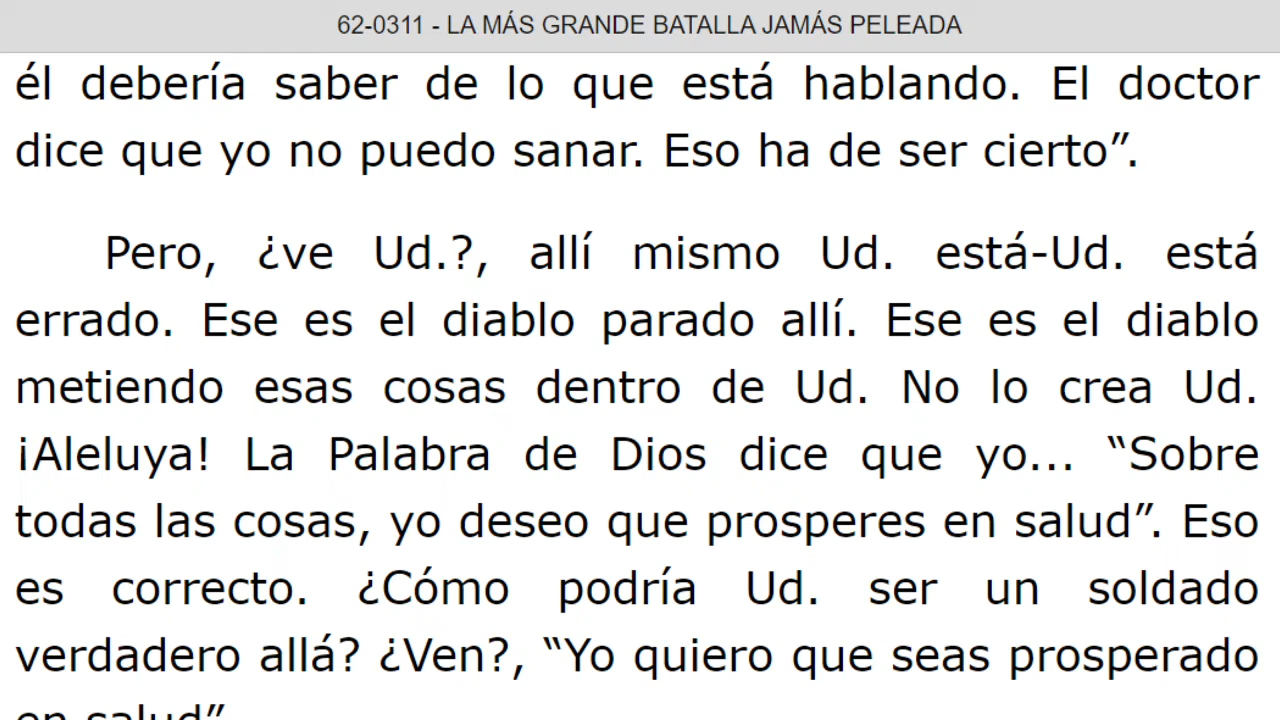 62-0311 - LA MÁS GRANDE BATALLA JAMÁS PELEADA
él debería saber de lo que está hablando. El doctor
dice que yo no puedo sanar. Eso ha de ser cierto”.
Pero, ¿ve Ud.?, allí mismo Ud. está-Ud. está
errado. Ese es el diablo parado allí. Ese es el diablo
metiendo esas cosas dentro de Ud. No lo crea Ud.
¡Aleluya! La Palabra de Dios dice que yo... “Sobre
todas las cosas, yo deseo que prosperes en salud”. Eso
es correcto. ¿Cómo podría Ud. ser un soldado
verdadero allá? ¿Ven?, “Yo quiero que seas prosperado
en salud”